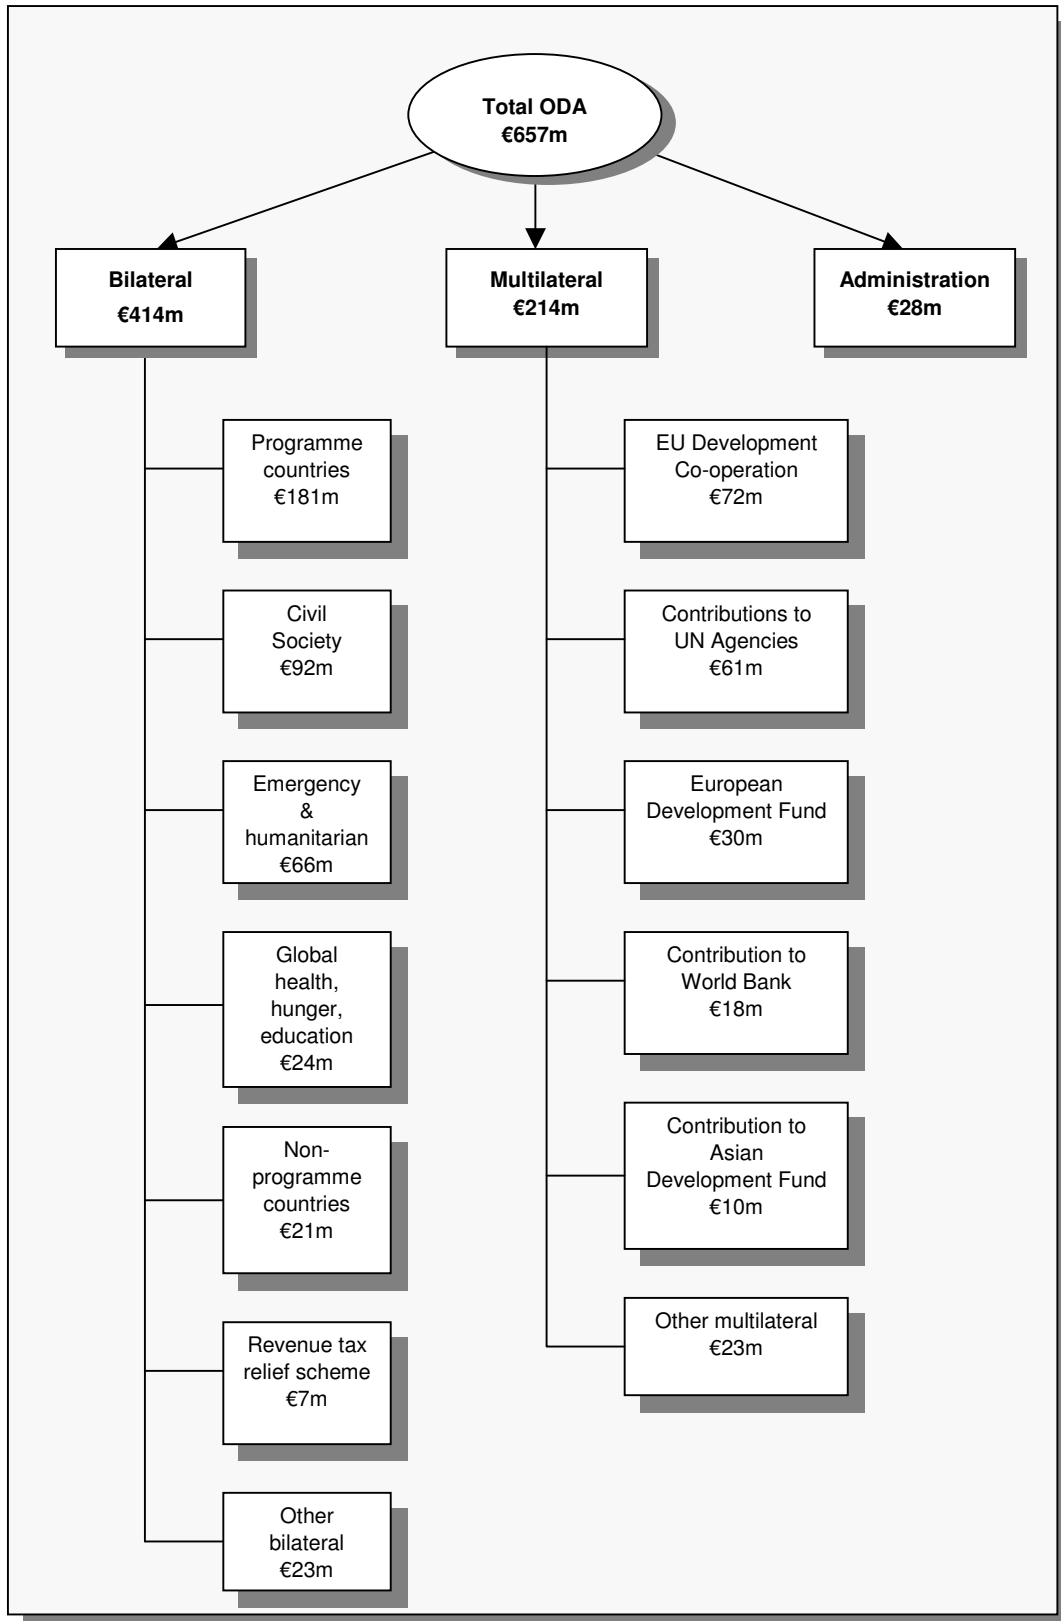 Total ODA
€657m
Bilateral
€414m
Multilateral
€214m
Administration
€28m
Programme
countries
€181m
Civil
Society
€92m
Emergency
&
humanitarian
€66m
Global
health,
hunger,
education
€24m
Non-
programme
countries
€21m
Revenue tax
relief scheme
€7m
Other
bilateral
€23m
EU Development
Co-operation
€72m
Contributions to
UN Agencies
€61m
European
Development Fund
€30m
Contribution to
World Bank
€18m
Contribution to
Asian
Development Fund
€10m
Other multilateral
€23m